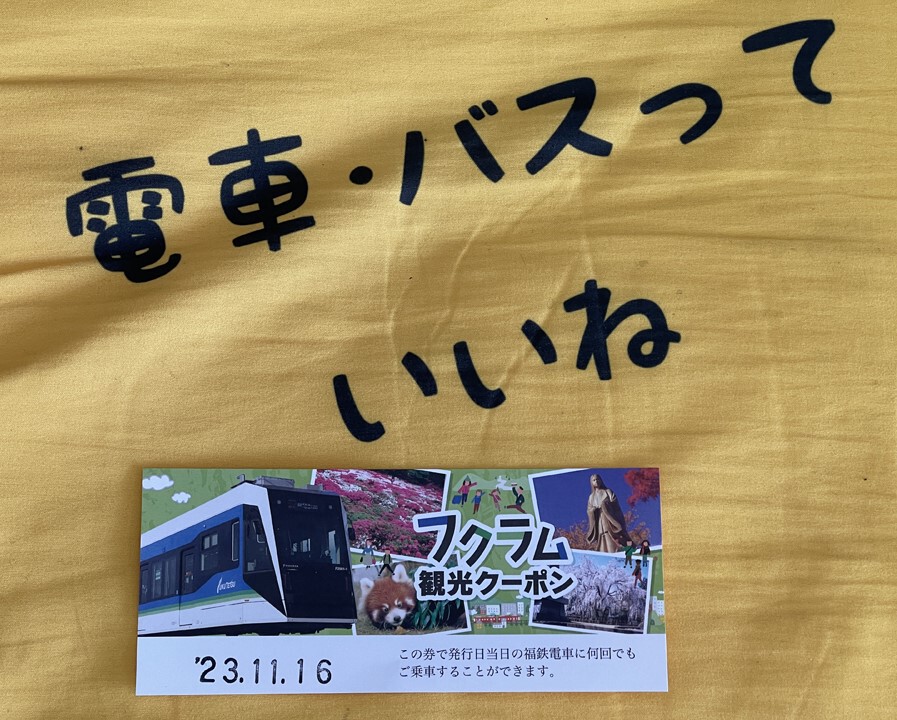 電車・バスって
いいね
フクラム
観光クーポン
'23.11.16
この券で発行日当日の福鉄電車に何回でも
ご乗車することができます。